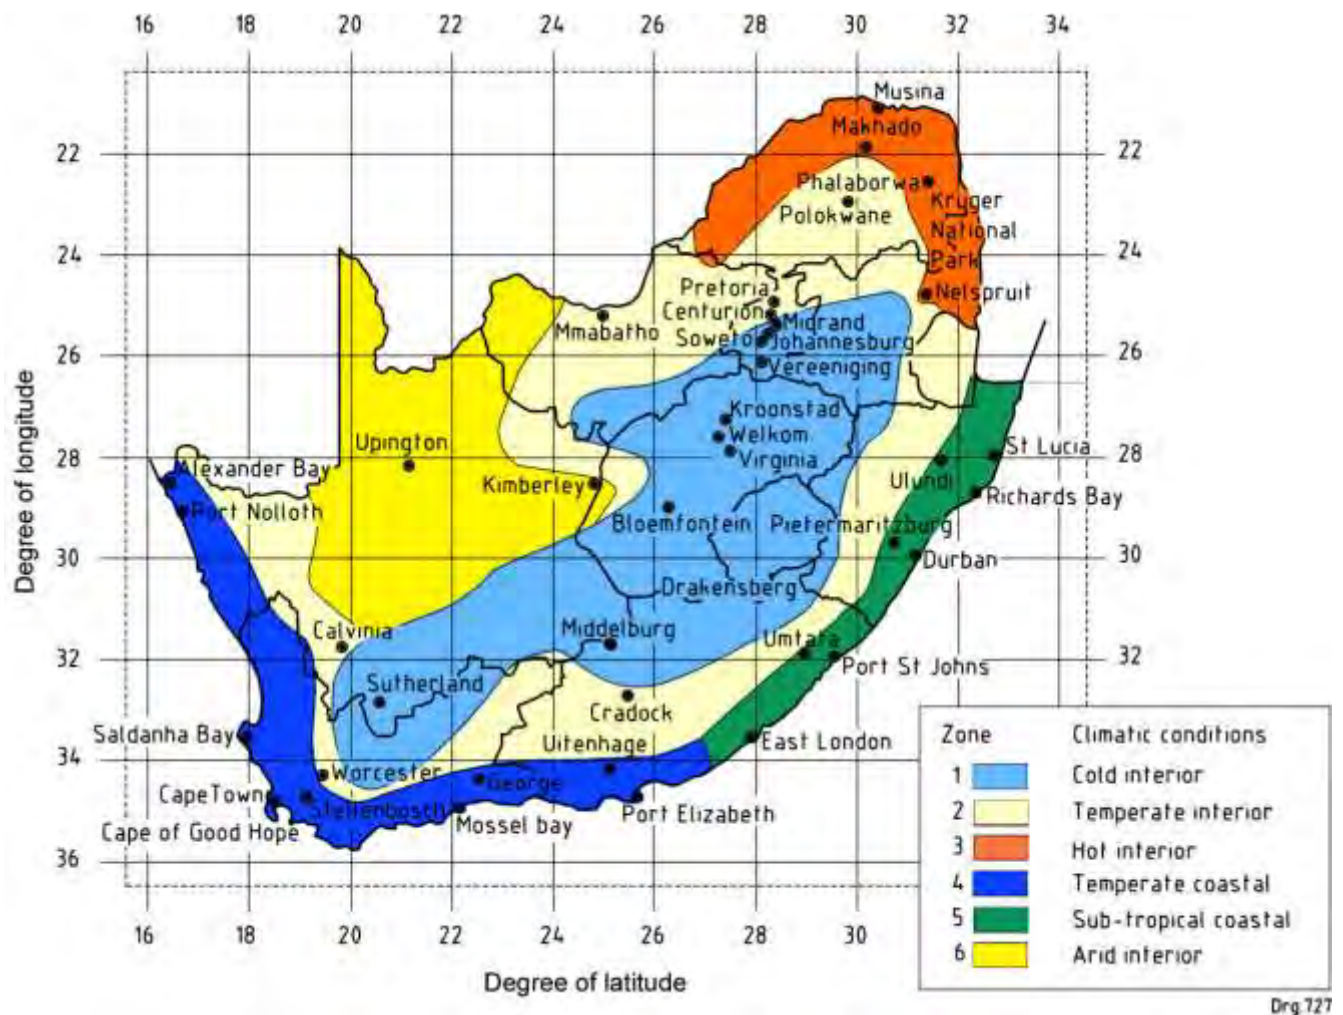 18 22 26 30
16 20 24 28 32 34
Musina
Makhado
22 22
Phalaborwa
Kruger
Polokwane
National
24 24
Park
Pretoria
Nelspruit
Centurion
Midrand
Mmabatho
Soweto
Johannesburg
26 26
Vereeniging
Kroonstad
Upington
Welkom
St Lucia
28 28
Alexander Bay
Virginia
Kimberley
Ulundi
Richards Bay
Port Nolloth
Bloemfontein
Pietermaritzburg
Degree of longitude
30 30
Durban
Drakensberg
Calvinia
Middelburg
Umtata
32 32
Port St Johns
Sutherland
Cradock
Saldanha Bay
Uitenhage
East London
34
Worcester
George
CapeTown
Stellenbosch
Mossel bay
Port Elizabeth
Cape of Good Hope
36
16 18 20 22 24 26 28 30
Degree of latitude
Zone Climatic conditions
1 Cold interior
2 Temperate interior
3 Hot interior
4 Temperate coastal
5 Sub-tropical coastal
6 Arid interior
Drg.727